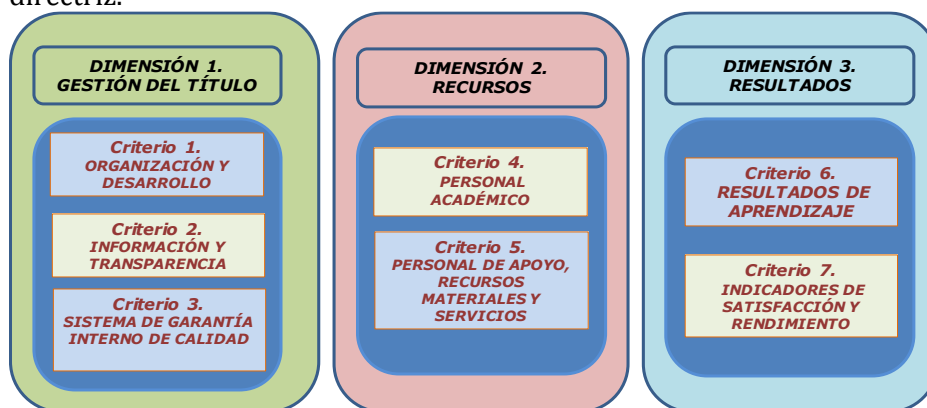 directriz.
DIMENSIÓN 1.
GESTIÓN DEL TÍTULO
Criterio 1.
ORGANIZACIÓN Y
DESARROLLO
Criterio 2.
INFORMACIÓN Y
TRANSPARENCIA
Criterio 3.
SISTEMA DE GARANTÍA
INTERNO DE CALIDAD
DIMENSIÓN 2.
RECURSOS
Criterio 4.
PERSONAL
ACADÉMICO
Criterio 5.
PERSONAL DE APOYO,
RECURSOS
MATERIALES Y
SERVICIOS
DIMENSIÓN 3.
RESULTADOS
Criterio 6.
RESULTADOS DE
APRENDIZAJE
Criterio 7.
INDICADORES DE
SATISFACCIÓN Y
RENDIMIENTO